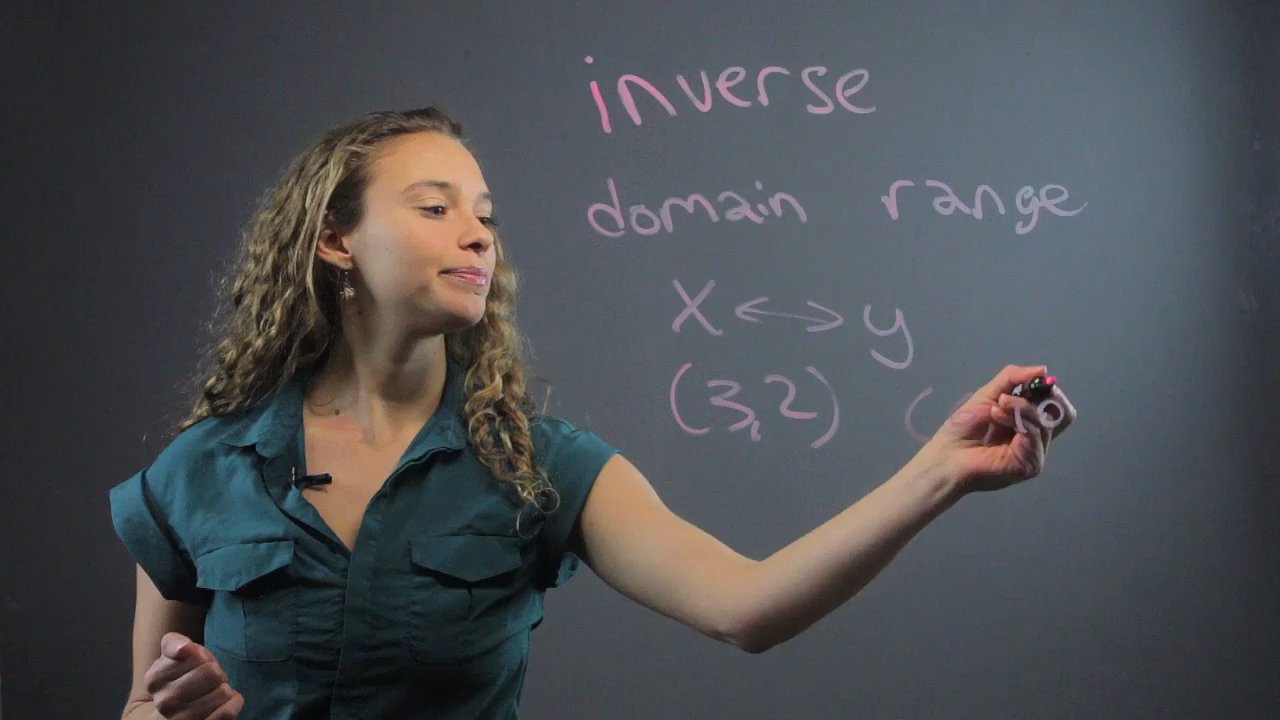 inverse
domain range
X ↔ y
(3,2) (